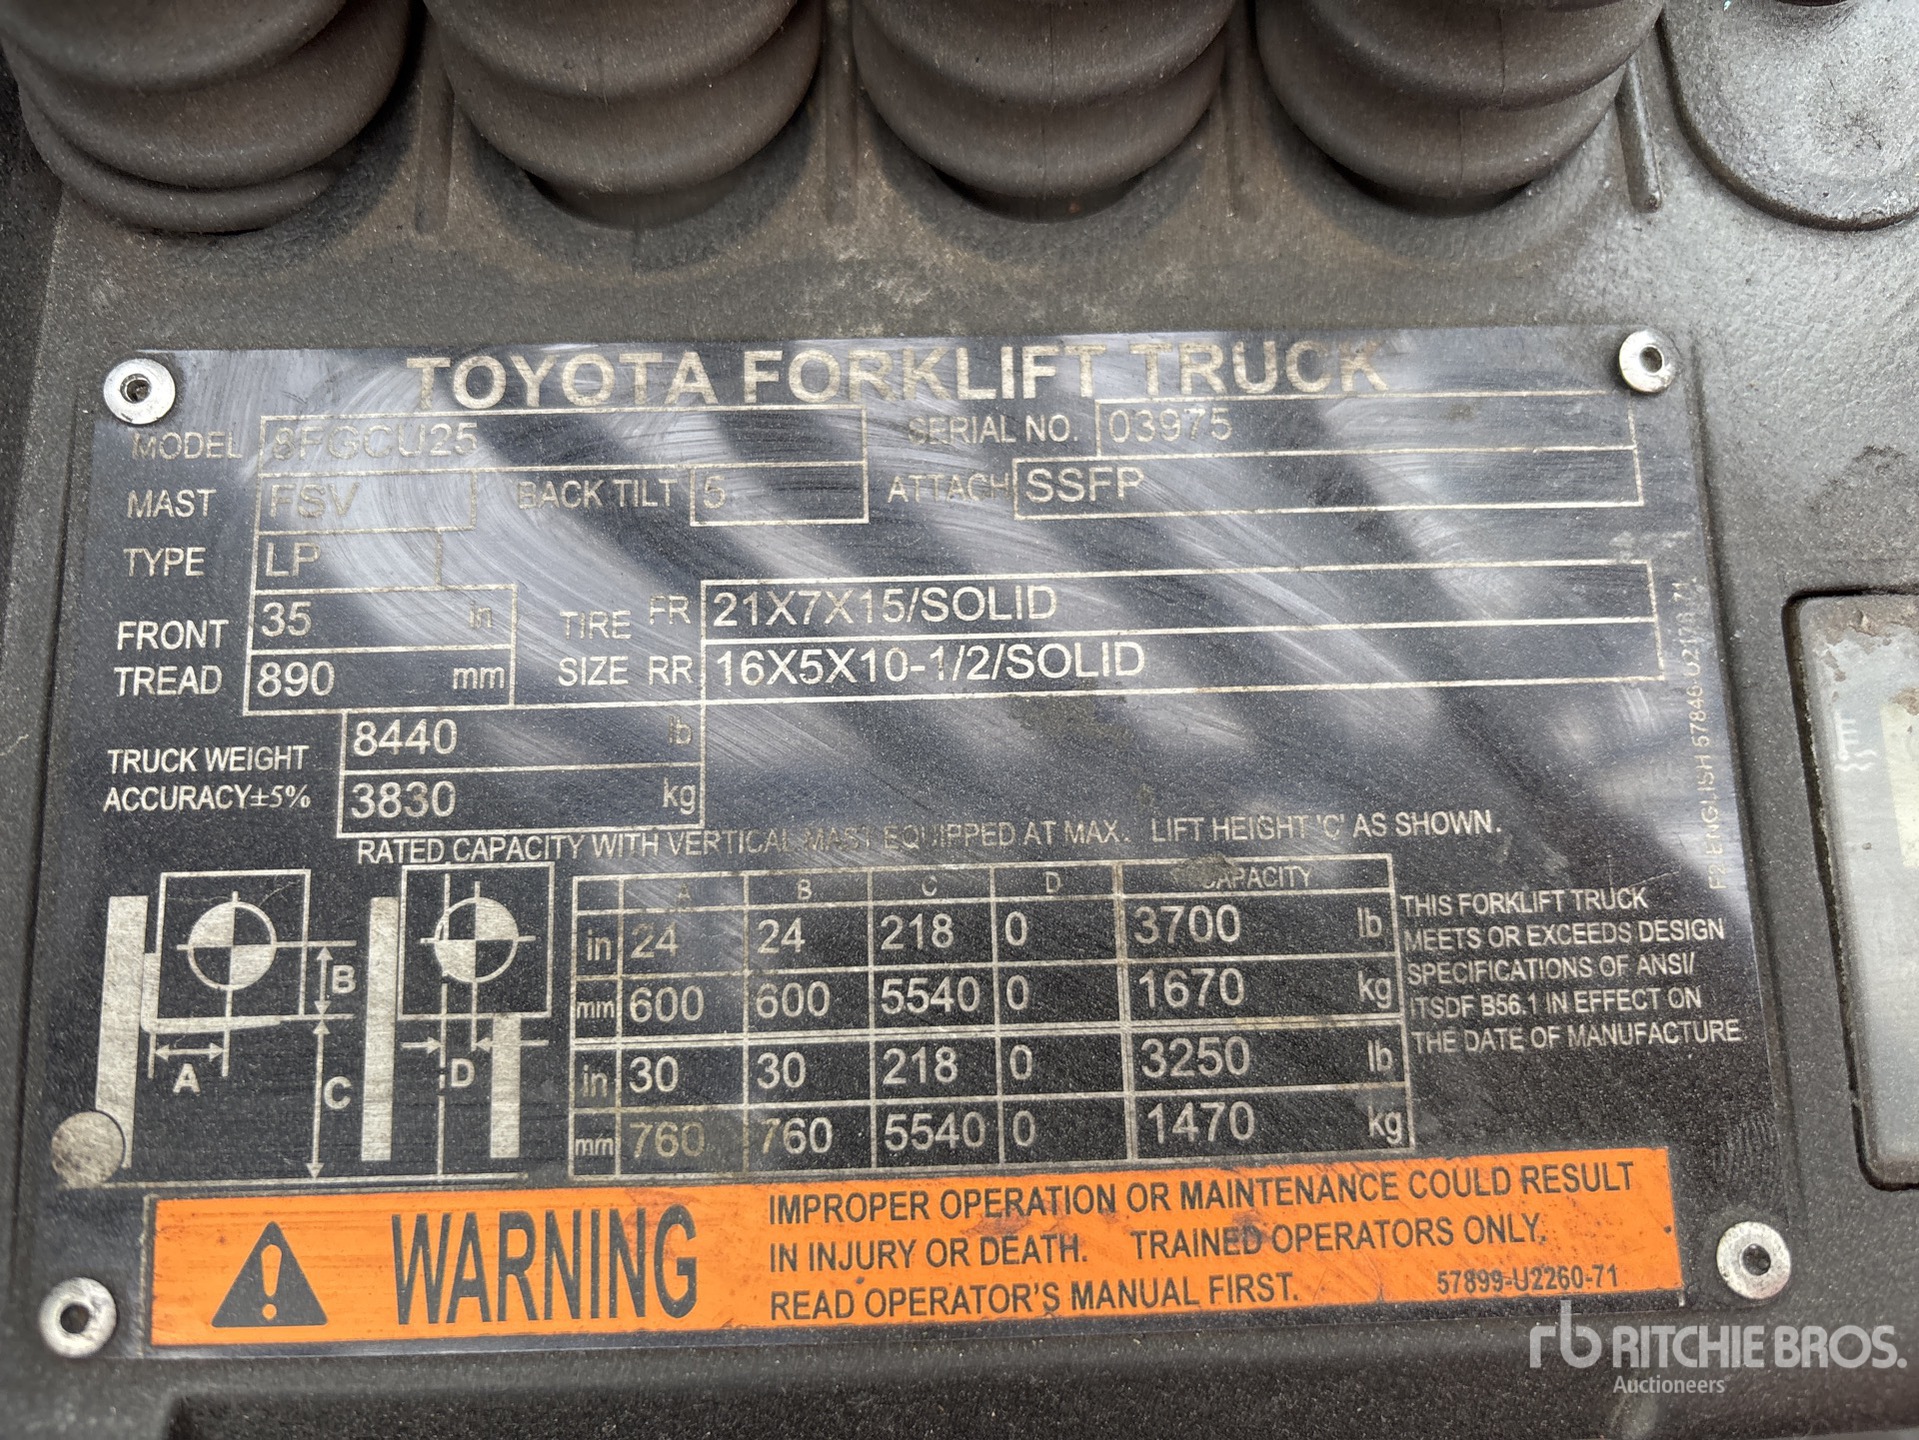 TOYOTA FORKLIFT TRUCK
MODEL 8FGCU25 SERIAL NO. 03975
MAST FSV BACK TILT 5 ATTACH SSFP
TYPE LP
FRONT TREAD 35 in
890 mm
TIRE SIZE FR 21X7X15/SOLID
RR 16X5X10-1/2/SOLID
TRUCK WEIGHT 8440 lb
ACCURACY±5% 3830 kg
RATED CAPACITY WITH VERTICAL MAST EQUIPPED AT MAX. LIFT HEIGHT 'C' AS SHOWN.
A B C D CAPACITY
in 24 24 218 0 3700 lb
mm 600 600 5540 0 1670 kg
in 30 30 218 0 3250 lb
mm 760 760 5540 0 1470 kg
B
A
C
D
THIS FORKLIFT TRUCK
MEETS OR EXCEEDS DESIGN
SPECIFICATIONS OF ANSI/
ITSDF B56.1 IN EFFECT ON
THE DATE OF MANUFACTURE
ENGLISH
WARNING
IMPROPER OPERATION OR MAINTENANCE COULD RESULT
IN INJURY OR DEATH. TRAINED OPERATORS ONLY.
READ OPERATOR'S MANUAL FIRST. 57899-U2260-71
rb RITCHIE BROS.
Auctioneers